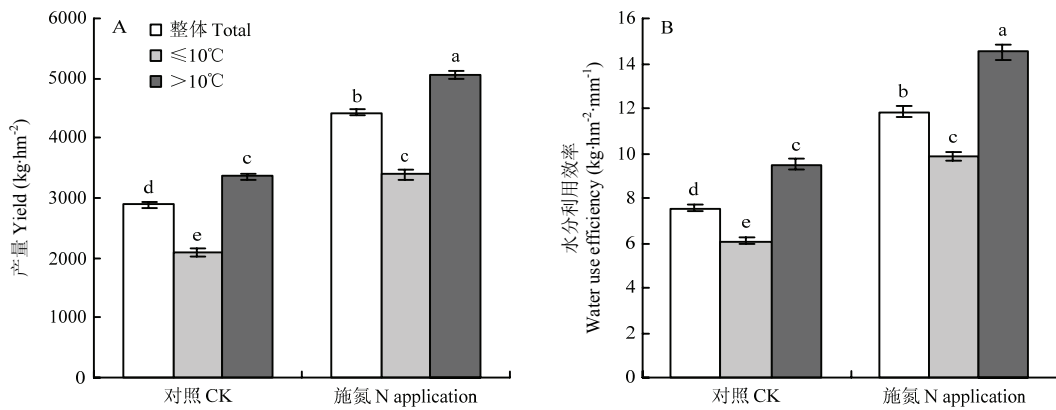 A
整体 Total
≤10℃
＞10℃
产量 Yield (kg·hm⁻²)
6000
5000
4000
3000
2000
1000
0
d
e
c
b
c
a
对照 CK
施氮 N application
B
水分利用效率
Water use efficiency (kg·hm⁻²·mm⁻¹)
16
14
12
10
8
6
4
2
0
d
e
c
b
c
a
对照 CK
施氮 N application